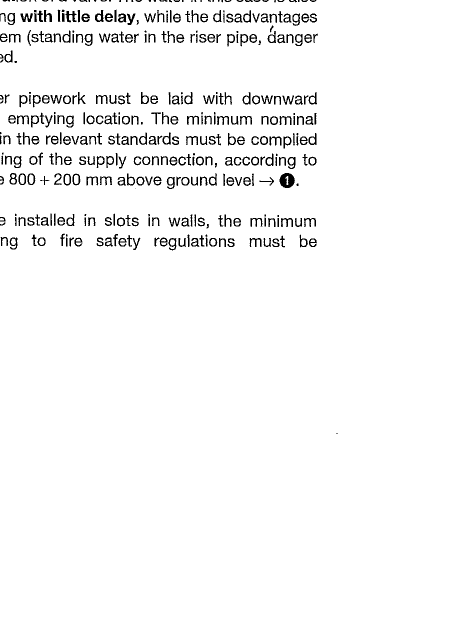 ng with little delay, while the disadvantages
em (standing water in the riser pipe, danger
ed.
er pipework must be laid with downward
emptying location. The minimum nominal
in the relevant standards must be complied
ing of the supply connection, according to
e 800 + 200 mm above ground level → ❶.
e installed in slots in walls, the minimum
ng to fire safety regulations must be